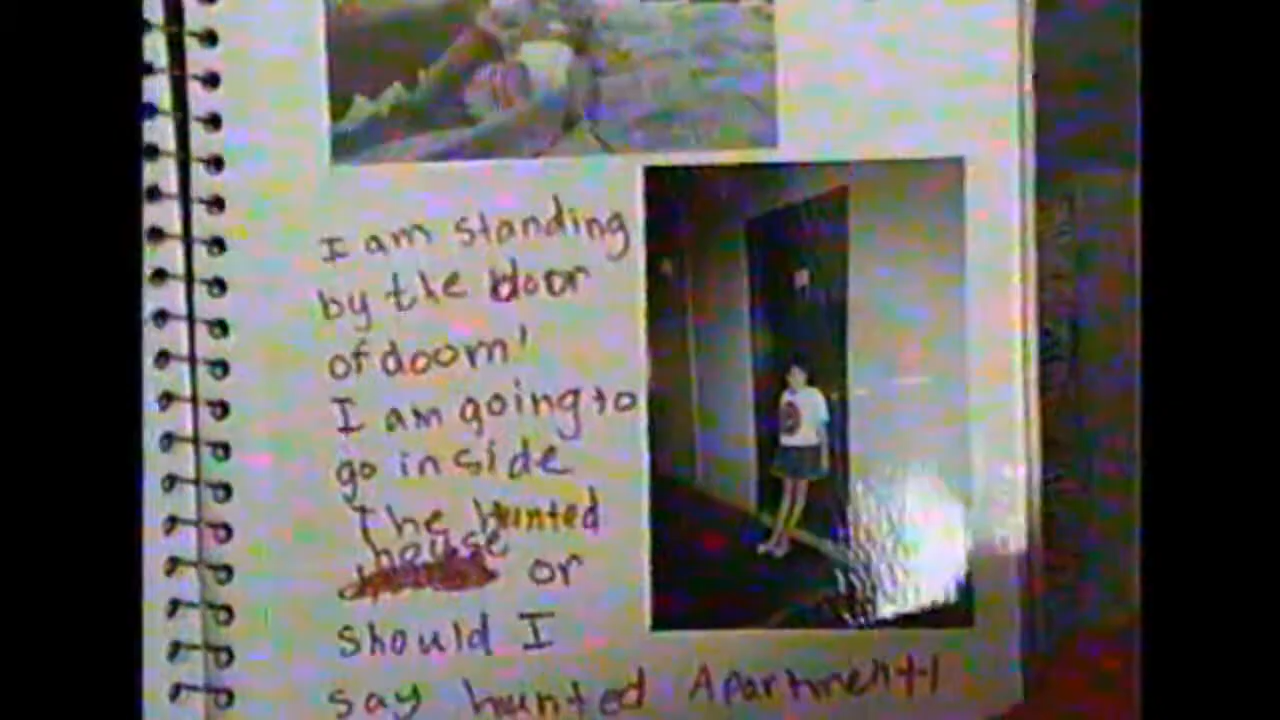 I am standing
by the door
of doom!
I am going to
go inside
The hunted
house
or
should I
say hunted Apartment!